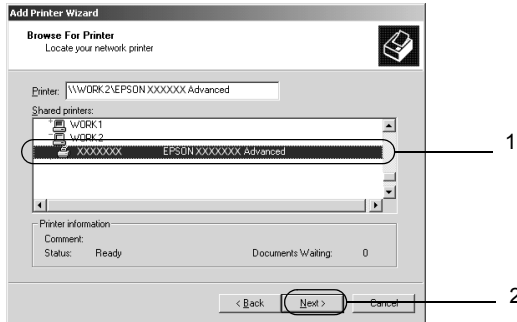 Add Printer Wizard
Browse For Printer
Locate your network printer
Printer: \\WORK2\EPSON XXXXXX Advanced
Shared printers:
WORK1
WORK2
XXXXXXX EPSON XXXXXXX Advanced
1
Printer information
Comment:
Status: Ready Documents Waiting: 0
< Back Next > Cancel
2